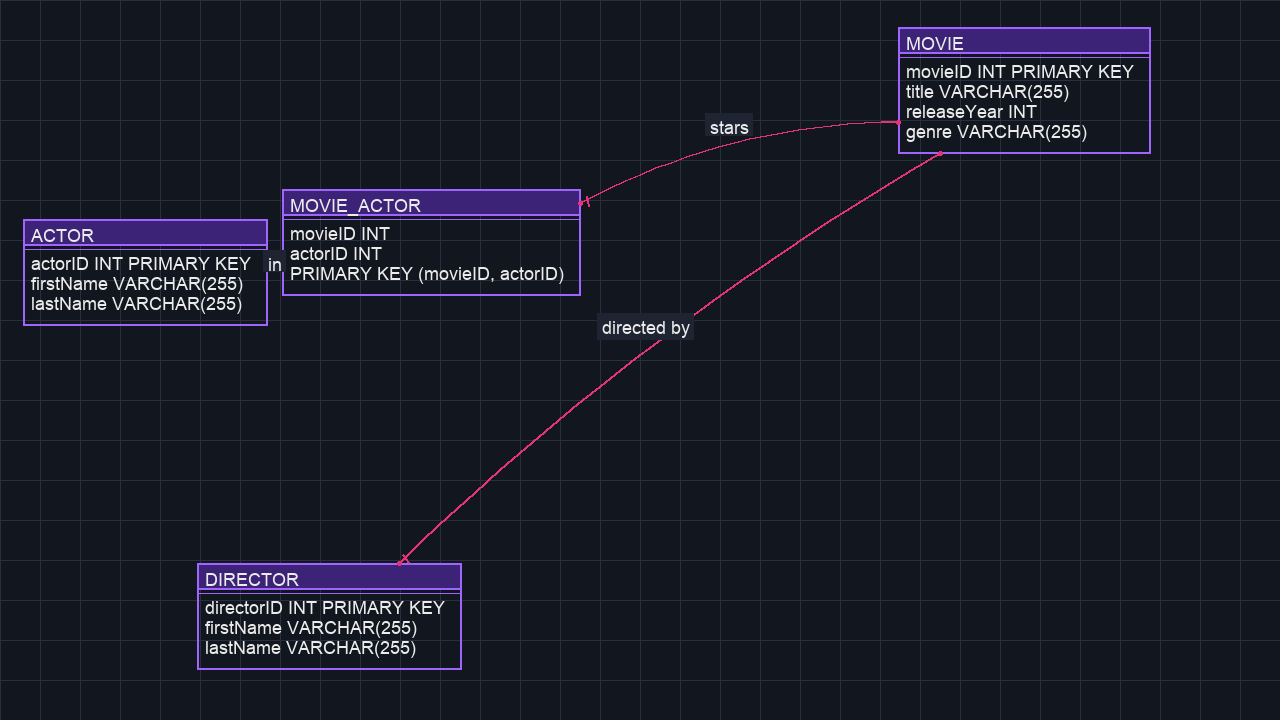 MOVIE
movieID INT PRIMARY KEY
title VARCHAR(255)
releaseYear INT
genre VARCHAR(255)
stars
MOVIE_ACTOR
movieID INT
actorID INT
PRIMARY KEY (movieID, actorID)
ACTOR
actorID INT PRIMARY KEY
firstName VARCHAR(255)
lastName VARCHAR(255)
in
directed by
DIRECTOR
directorID INT PRIMARY KEY
firstName VARCHAR(255)
lastName VARCHAR(255)